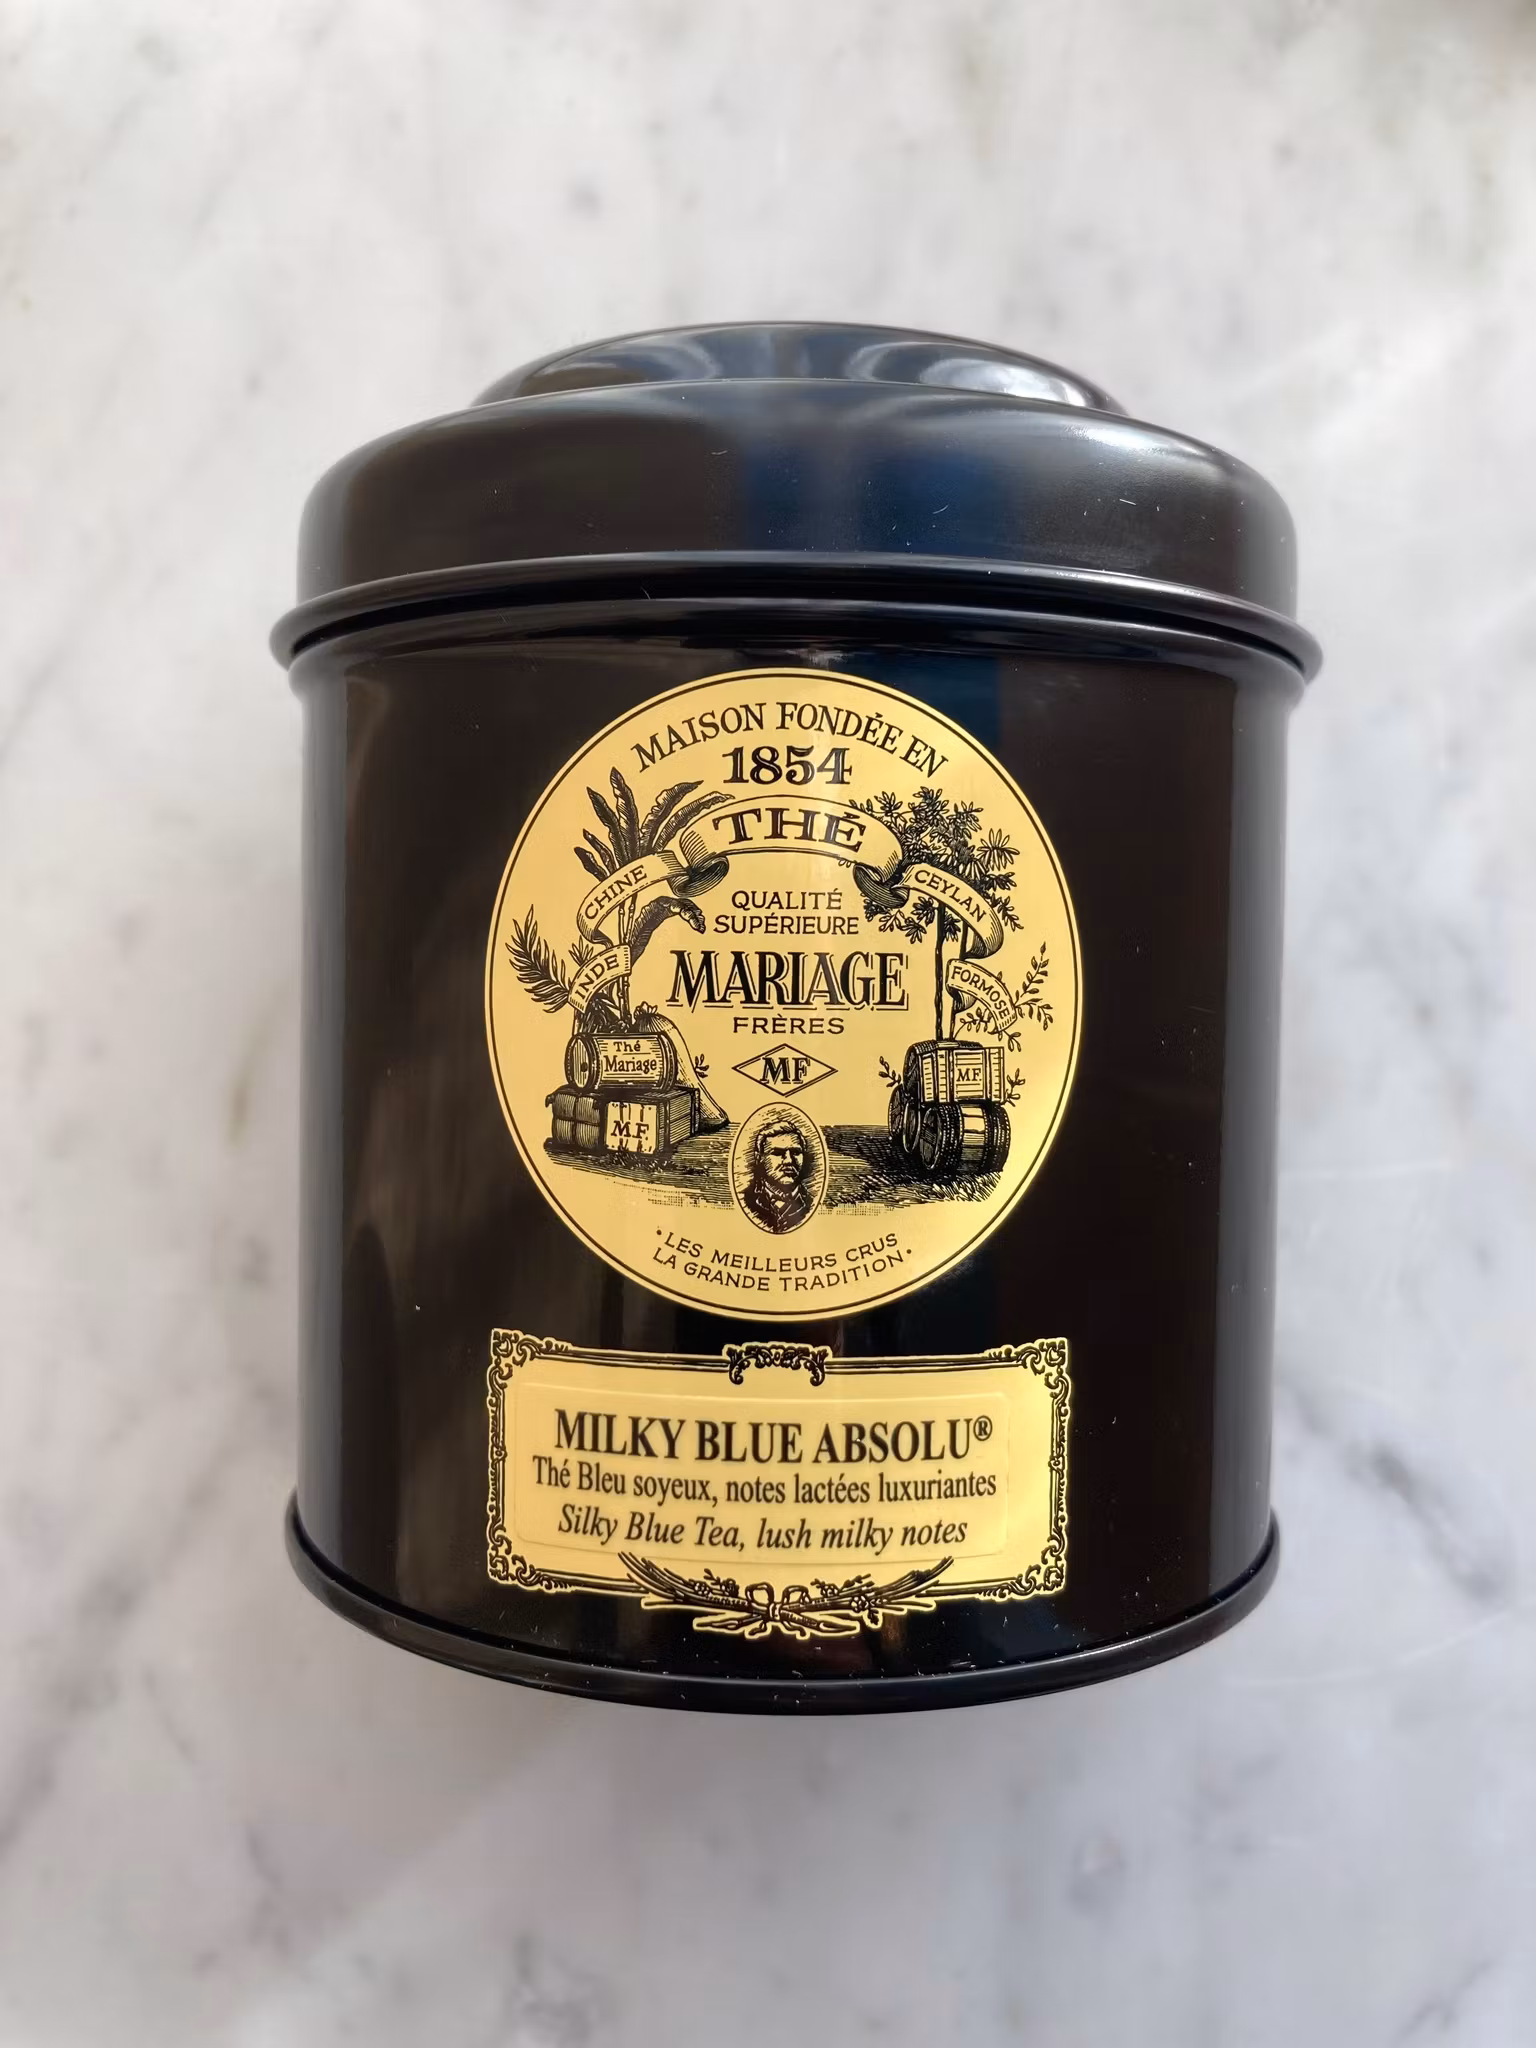 MAISON FONDÉE EN
1854
THÉ
CHINE
CEYLAN
INDE
FORMOSE
QUALITÉ
SUPÉRIEURE
MARIAGE
FRÈRES
MF
Thé
Mariage
M.F.
MF
• LES MEILLEURS CRUS
LA GRANDE TRADITION •
MILKY BLUE ABSOLU®
Thé Bleu soyeux, notes lactées luxuriantes
Silky Blue Tea, lush milky notes